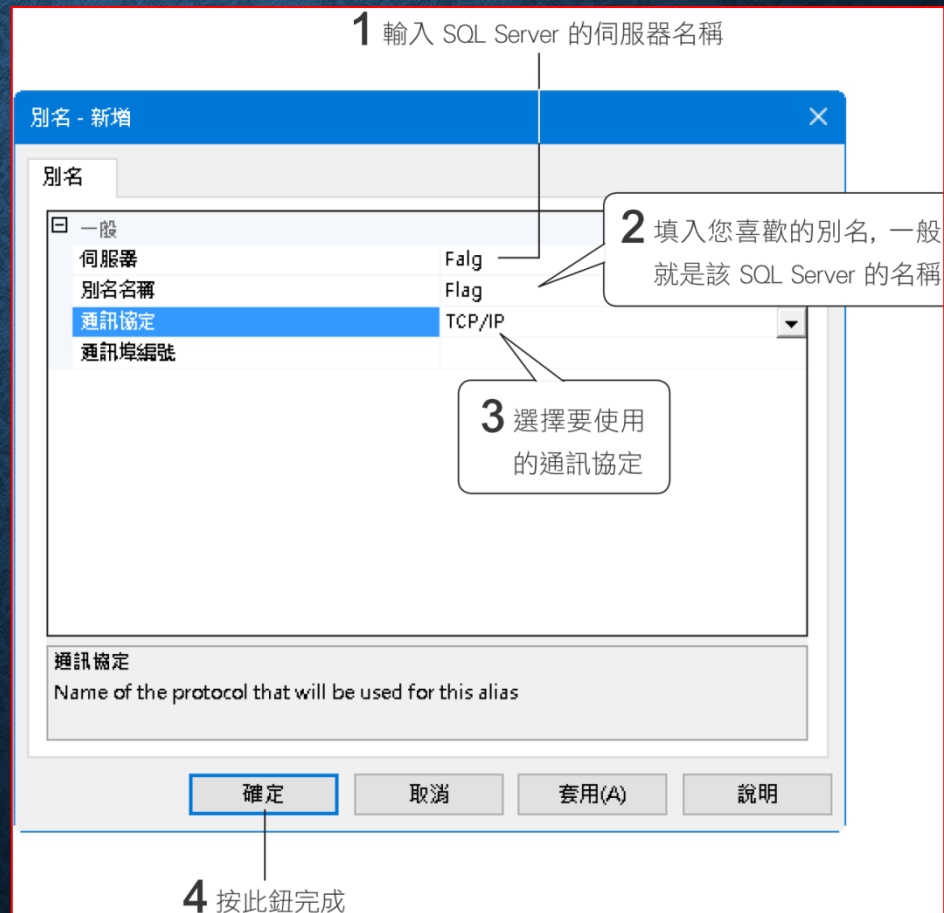 1 輸入 SQL Server 的伺服器名稱
別名 - 新增
別名
一般
伺服器 Falg
別名名稱 Flag
通訊協定 TCP/IP
通訊埠編號
2 填入您喜歡的別名, 一般
就是該 SQL Server 的名稱
3 選擇要使用
的通訊協定
通訊協定
Name of the protocol that will be used for this alias
確定 取消 套用(A) 說明
4 按此鈕完成